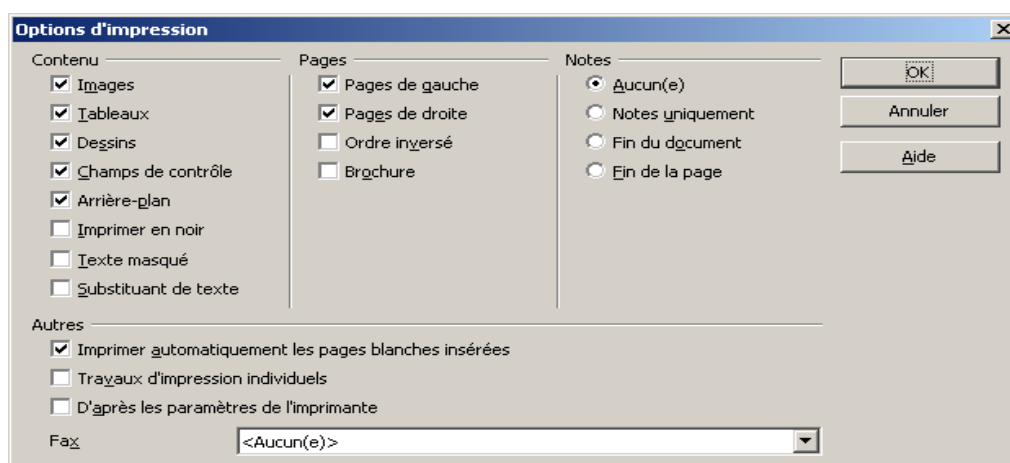 Options d'impression
Contenu
Images
Tableaux
Dessins
Champs de contrôle
Arrière-plan
Imprimer en noir
Texte masqué
Substituant de texte
Pages
Pages de gauche
Pages de droite
Ordre inversé
Brochure
Notes
Aucun(e)
Notes uniquement
Fin du document
Fin de la page
OK
Annuler
Aide
Autres
Imprimer automatiquement les pages blanches insérées
Travaux d'impression individuels
D'après les paramètres de l'imprimante
Fax
<Aucun(e)>